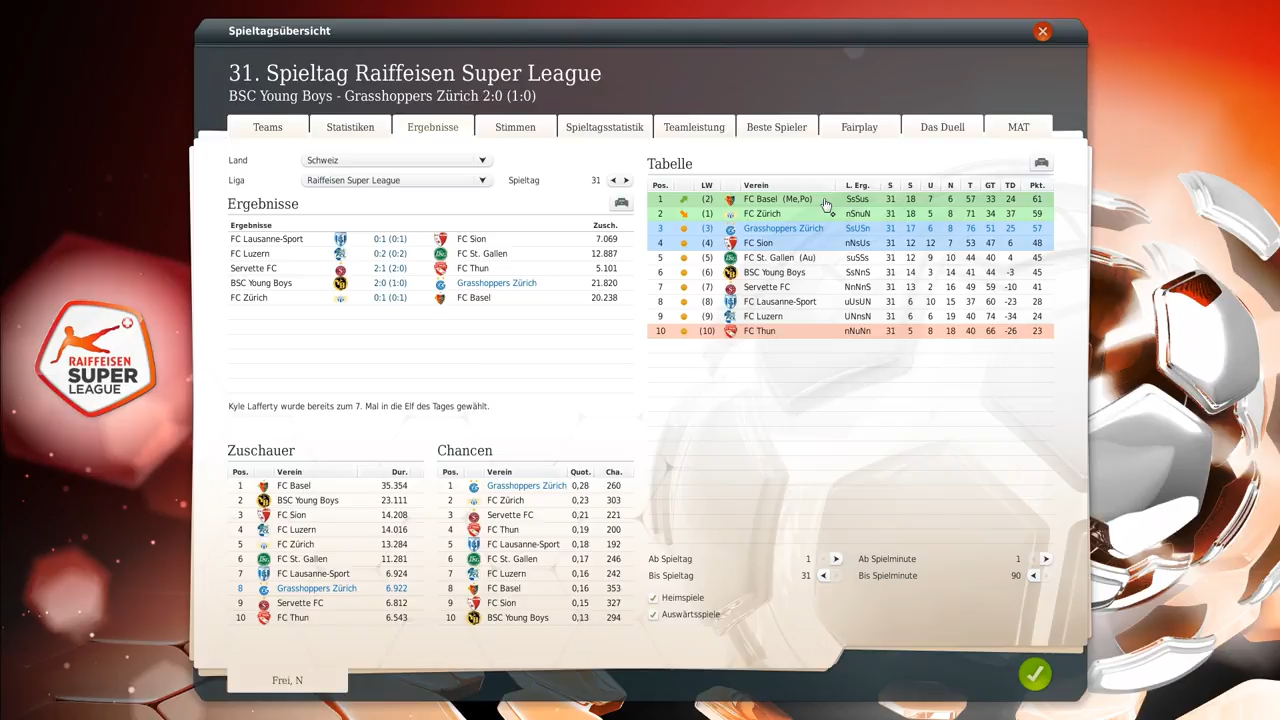 Spieltagsübersicht
31. Spieltag Raiffeisen Super League
BSC Young Boys - Grasshoppers Zürich 2:0 (1:0)
Teams Statistiken Ergebnisse Stimmen Spieltagsstatistik Teamleistung Beste Spieler Fairplay Das Duell MAT
Land Schweiz
Liga Raiffeisen Super League Spieltag 31
Ergebnisse
Ergebnisse Zusch.
FC Lausanne-Sport 0:1 (0:1) FC Sion 7.069
FC Luzern 0:2 (0:2) FC St. Gallen 12.887
Servette FC 2:1 (2:0) FC Thun 5.101
BSC Young Boys 2:0 (1:0) Grasshoppers Zürich 21.820
FC Zürich 0:1 (0:1) FC Basel 20.238
Kyle Lafferty wurde bereits zum 7. Mal in die Elf des Tages gewählt.
Tabelle
Pos. LW Verein L. Erg. S S U N T GT TD Pkt.
1 (2) FC Basel (Me,Po) SsSus 31 18 7 6 57 33 24 61
2 (1) FC Zürich nSnuN 31 18 5 8 71 34 37 59
3 (3) Grasshoppers Zürich SsUSn 31 17 6 8 76 51 25 57
4 (4) FC Sion nNsUs 31 12 12 7 53 47 6 48
5 (5) FC St. Gallen (Au) suSSs 31 12 9 10 44 40 4 45
6 (6) BSC Young Boys SsNnS 31 14 3 14 41 44 -3 45
7 (7) Servette FC NnNnS 31 13 2 16 49 59 -10 41
8 (8) FC Lausanne-Sport uUsUN 31 6 10 15 37 60 -23 28
9 (9) FC Luzern UNnsN 31 6 6 19 40 74 -34 24
10 (10) FC Thun nNuNn 31 5 8 18 40 66 -26 23
Zuschauer
Pos. Verein Dur.
1 FC Basel 35.354
2 BSC Young Boys 23.111
3 FC Sion 14.208
4 FC Luzern 14.016
5 FC Zürich 13.284
6 FC St. Gallen 11.281
7 FC Lausanne-Sport 6.924
8 Grasshoppers Zürich 6.922
9 Servette FC 6.812
10 FC Thun 6.543
Chancen
Pos. Verein Quot. Cha.
1 Grasshoppers Zürich 0,28 260
2 FC Zürich 0,23 303
3 Servette FC 0,21 221
4 FC Thun 0,19 200
5 FC Lausanne-Sport 0,18 192
6 FC St. Gallen 0,17 246
7 FC Luzern 0,16 242
8 FC Basel 0,16 353
9 FC Sion 0,15 327
10 BSC Young Boys 0,13 294
Ab Spieltag 1 Ab Spielminute 1
Bis Spieltag 31 Bis Spielminute 90
Heimspiele
Auswärtsspiele
Frei, N
RAIFFEISEN
SUPER
LEAGUE